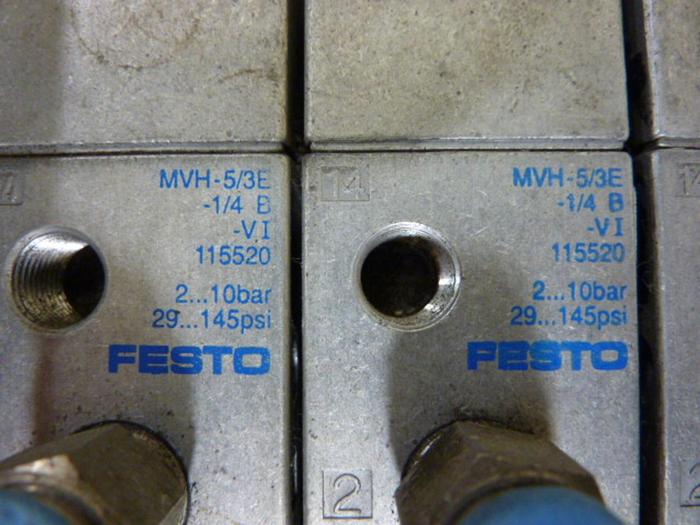 MVH-5/3E
-1/4 B
-VI
115520
2...10bar
29...145psi
FESTO
14
MVH-5/3E
-1/4 B
-VI
115520
2...10bar
29...145psi
FESTO
2